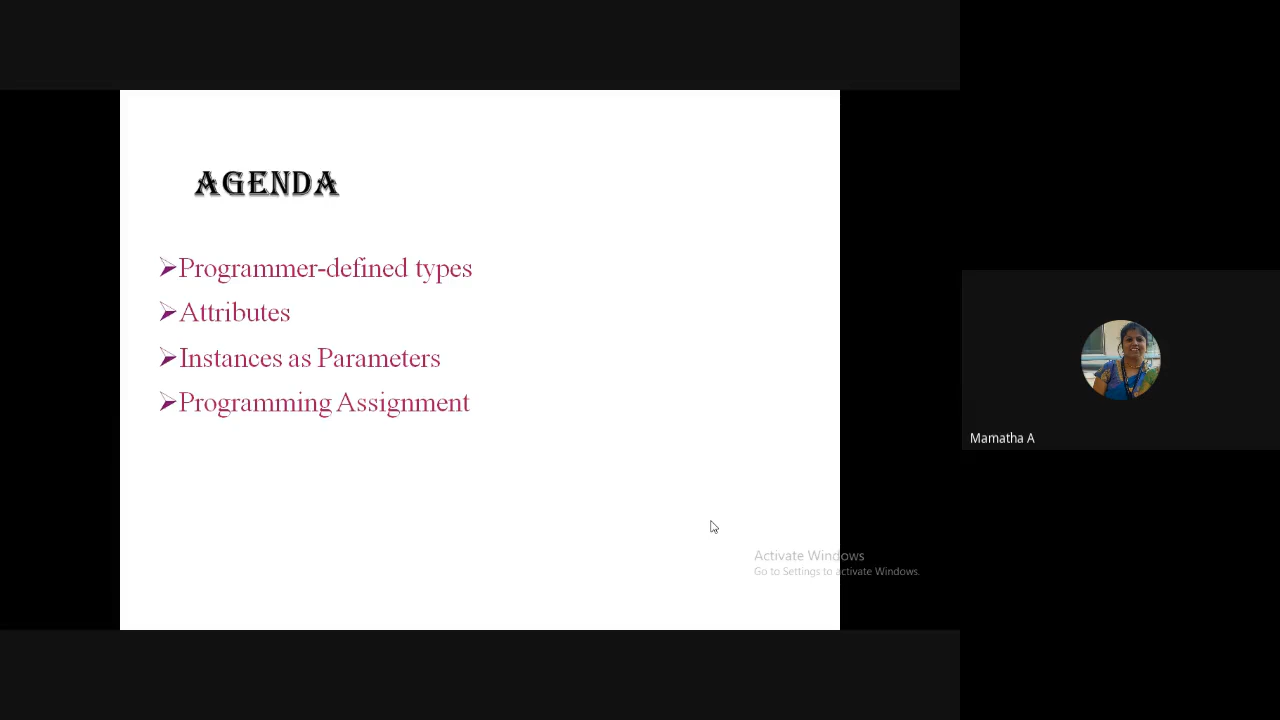 AGENDA
Programmer-defined types
Attributes
Instances as Parameters
Programming Assignment
Activate Windows
Go to Settings to activate Windows.
Mamatha A